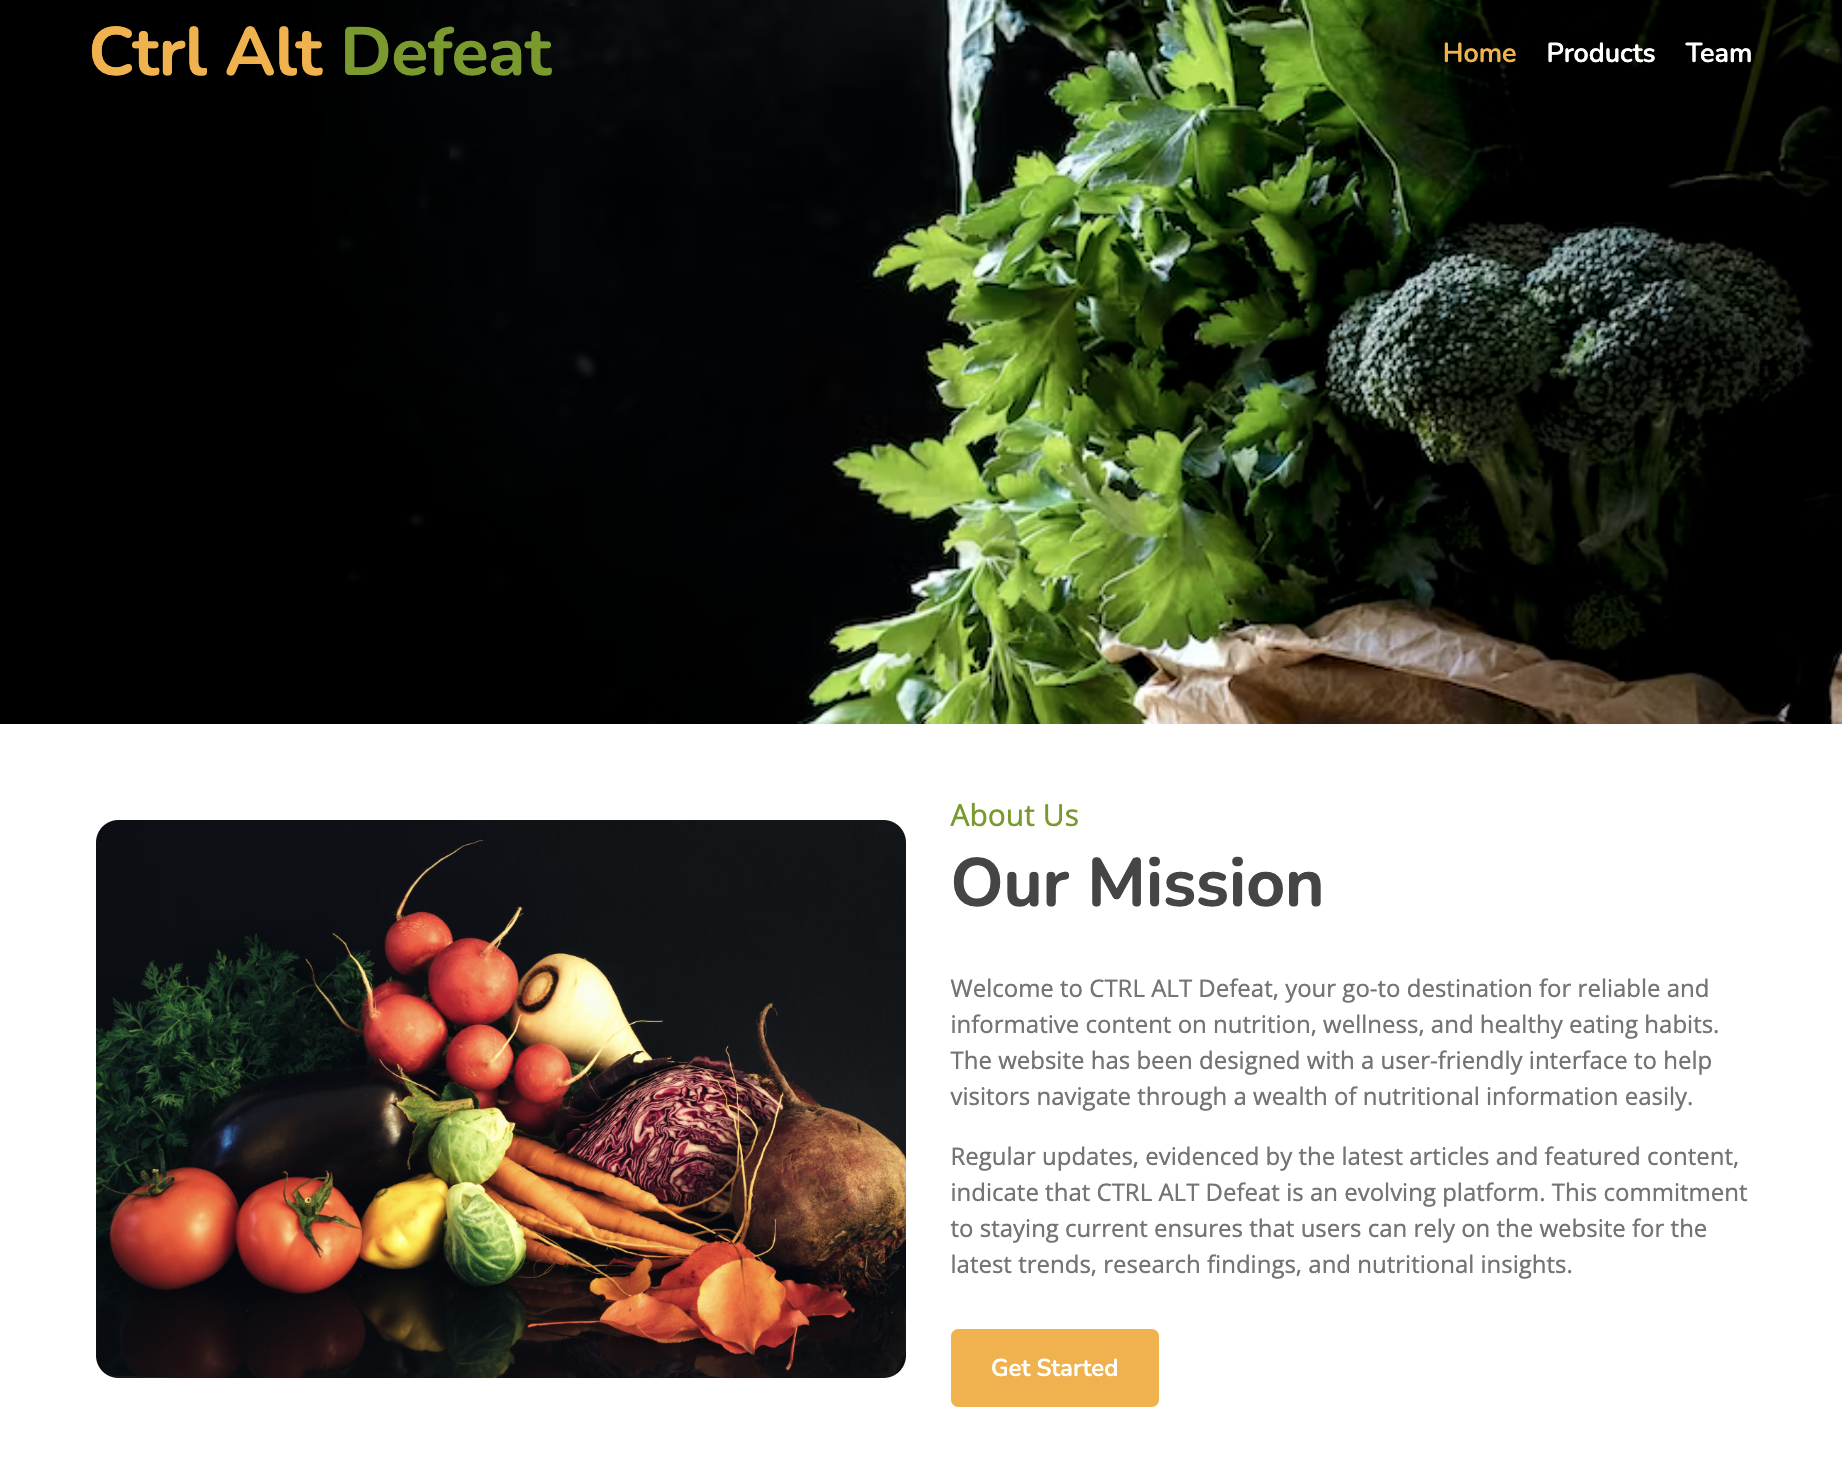 Ctrl Alt Defeat
Home Products Team
About Us
Our Mission
Welcome to CTRL ALT Defeat, your go-to destination for reliable and
informative content on nutrition, wellness, and healthy eating habits.
The website has been designed with a user-friendly interface to help
visitors navigate through a wealth of nutritional information easily.
Regular updates, evidenced by the latest articles and featured content,
indicate that CTRL ALT Defeat is an evolving platform. This commitment
to staying current ensures that users can rely on the website for the
latest trends, research findings, and nutritional insights.
Get Started